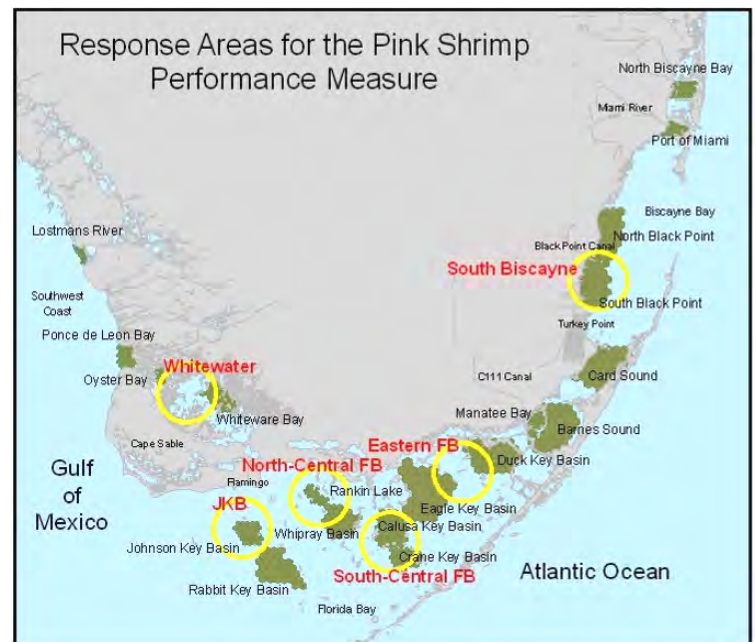 Response Areas for the Pink Shrimp
Performance Measure
North Biscayne Bay
Miami River
Port of Miami
Biscayne Bay
Lostmans River
North Black Point
Black Point Canal
South Biscayne
Southwest
Coast
South Black Point
Turkey Point
Ponce de Leon Bay
Whitewater
Oyster Bay
C111 Canal
Card Sound
Whiteware Bay
Manatee Bay
Barnes Sound
Cape Sable
Eastern FB
Duck Key Basin
North-Central FB
Gulf
of
Mexico
Flamingo
Rankin Lake
Eagle Key Basin
JKB
Whipray Basin
Calusa Key Basin
Johnson Key Basin
Crane Key Basin
South-Central FB
Atlantic Ocean
Rabbit Key Basin
Florida Bay